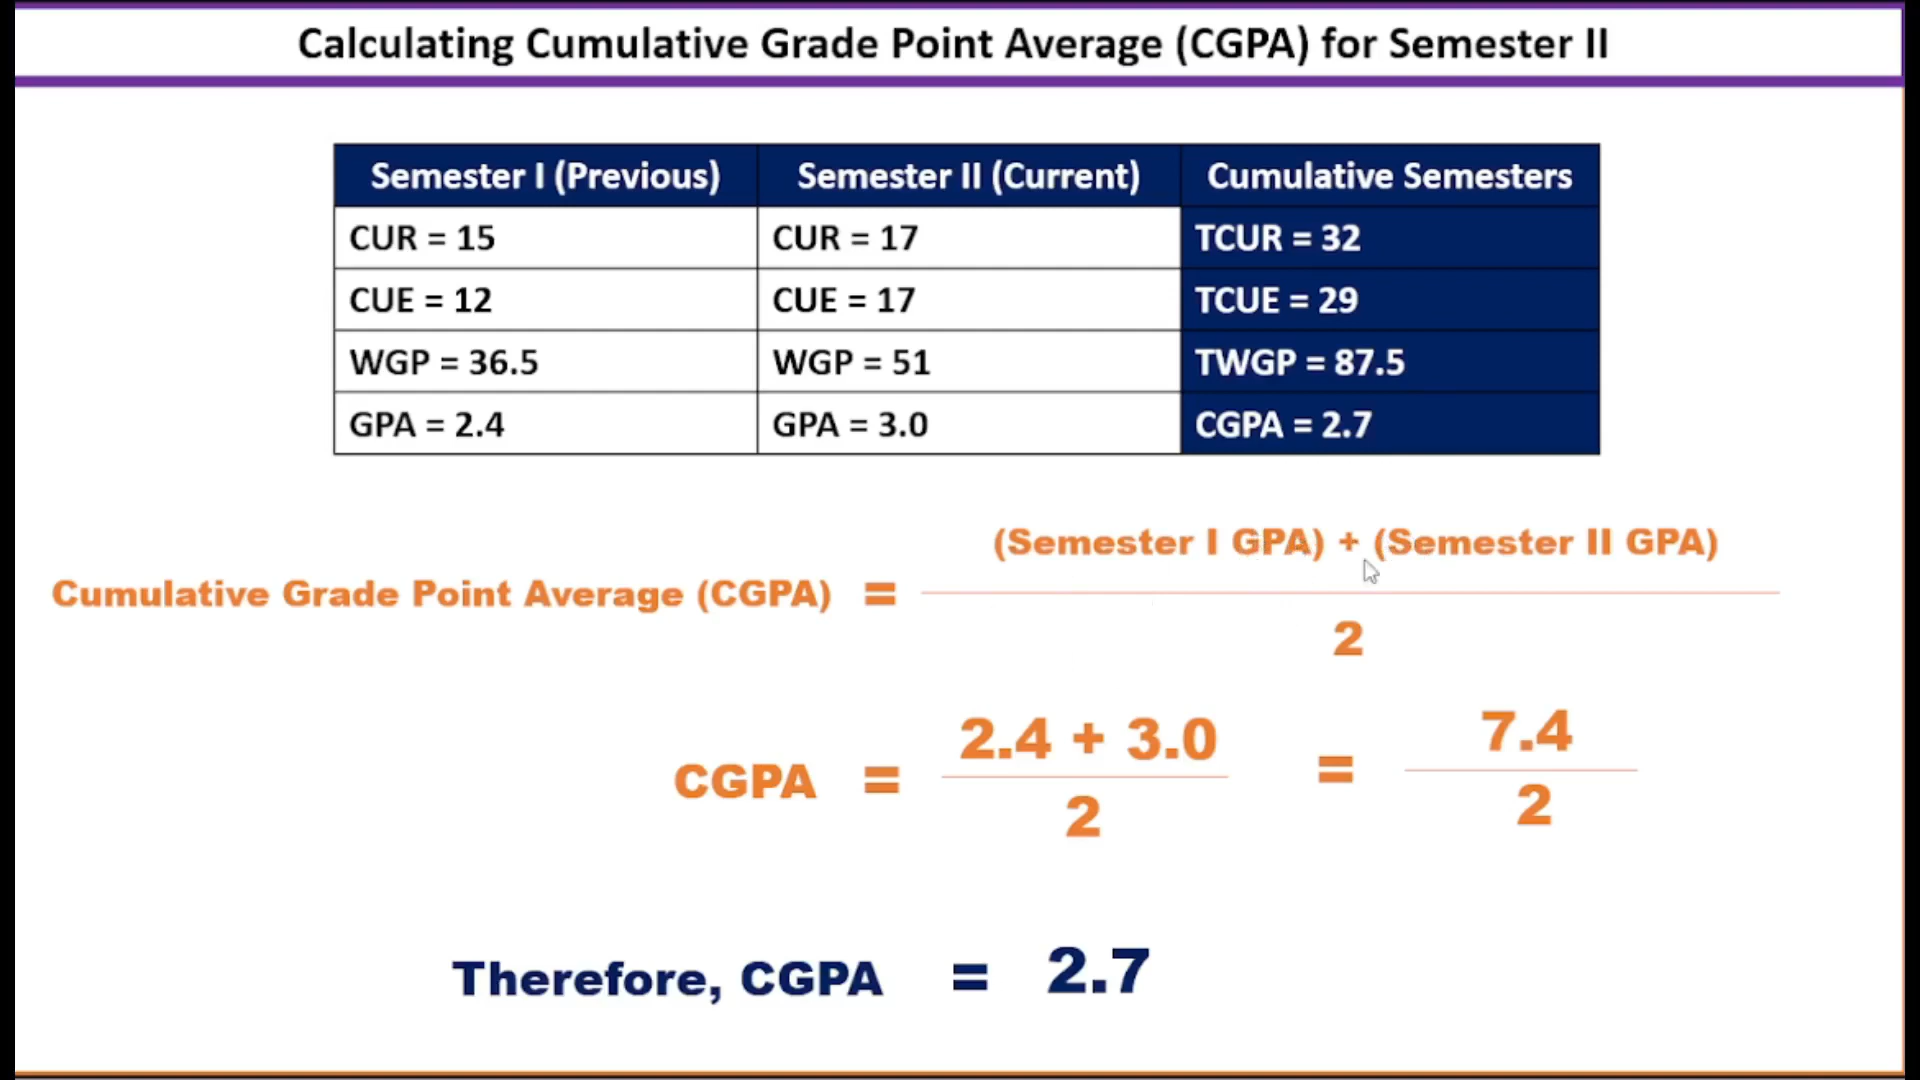 Calculating Cumulative Grade Point Average (CGPA) for Semester II
Semester I (Previous) Semester II (Current) Cumulative Semesters
CUR = 15 CUR = 17 TCUR = 32
CUE = 12 CUE = 17 TCUE = 29
WGP = 36.5 WGP = 51 TWGP = 87.5
GPA = 2.4 GPA = 3.0 CGPA = 2.7
(Semester I GPA) + (Semester II GPA)
Cumulative Grade Point Average (CGPA) =
2
2.4 + 3.0 7.4
CGPA = =
2 2
Therefore, CGPA = 2.7